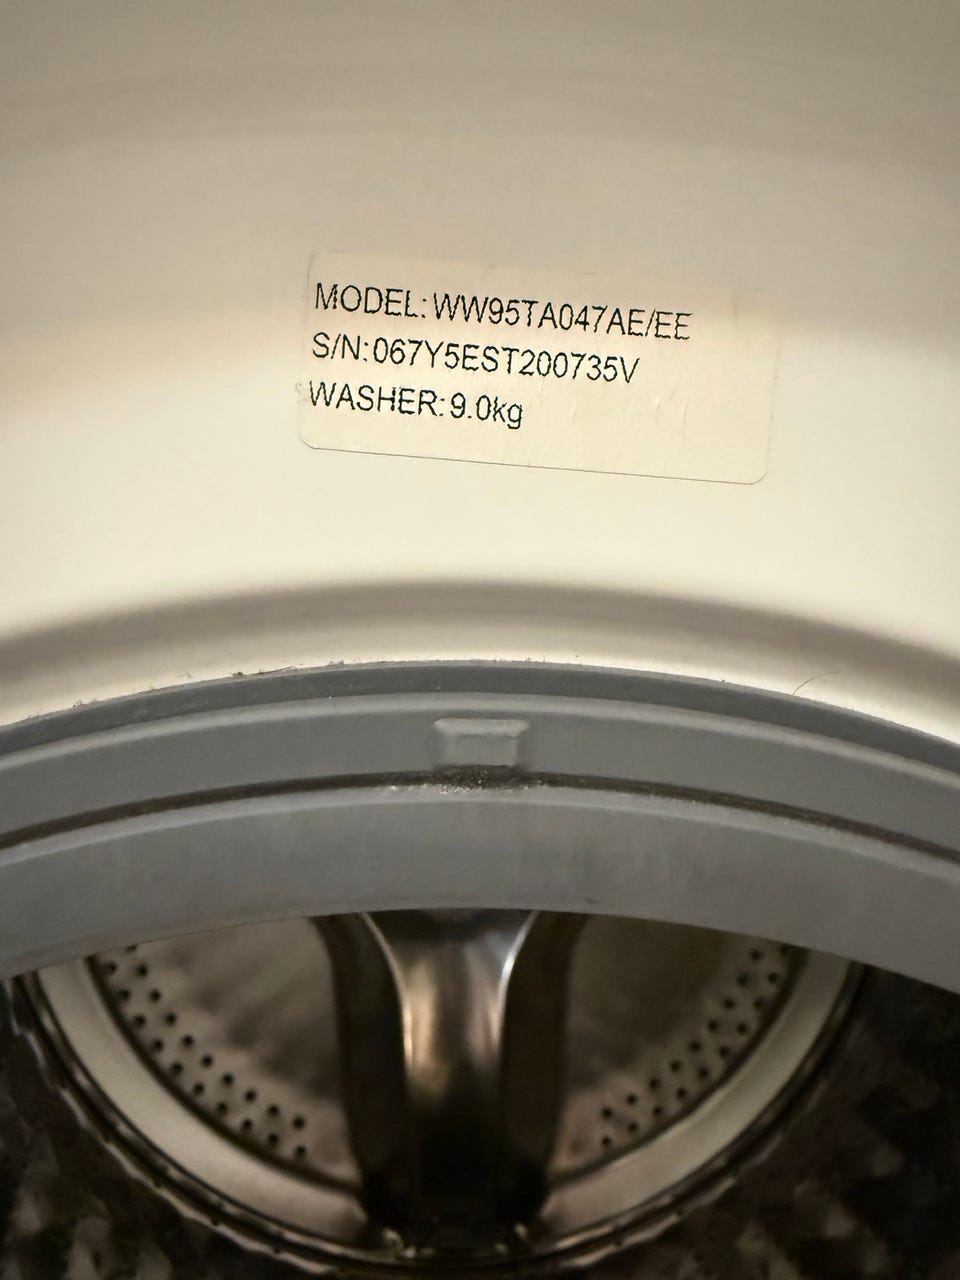 MODEL: WW95TA047AE/EE
S/N: 067Y5EST200735V
WASHER: 9.0kg